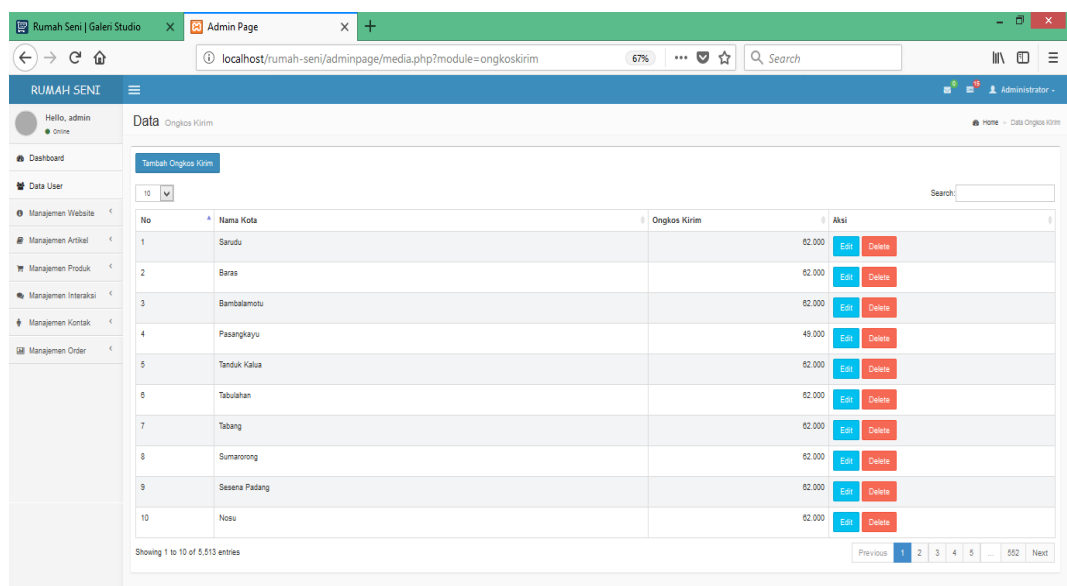 Rumah Seni | Galeri Studio
Admin Page
localhost/rumah-seni/adminpage/media.php?module=ongkoskirim
67%
Search
RUMAH SENI
Administrator
Hello, admin
Online
Data Ongkos Kirim
Home > Data Ongkos Kirim
Dashboard
Data User
Manajemen Website
Manajemen Artikel
Manajemen Produk
Manajemen Interaksi
Manajemen Kontak
Manajemen Order
Tambah Ongkos Kirim
10
Search:
No Nama Kota Ongkos Kirim Aksi
1 Sarudu 62.000 Edit Delete
2 Baras 62.000 Edit Delete
3 Bambalamotu 62.000 Edit Delete
4 Pasangkayu 49.000 Edit Delete
5 Tanduk Kalua 62.000 Edit Delete
6 Tabulahan 62.000 Edit Delete
7 Tabang 62.000 Edit Delete
8 Sumarorong 62.000 Edit Delete
9 Sesena Padang 62.000 Edit Delete
10 Nosu 62.000 Edit Delete
Showing 1 to 10 of 5,513 entries
Previous 1 2 3 4 5 ... 552 Next